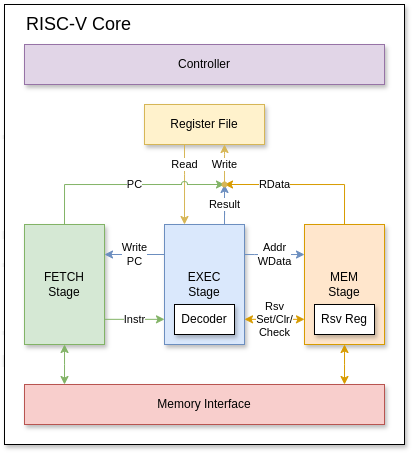 RISC-V Core
Controller
Register File
Read
Write
PC
RData
Result
FETCH
Stage
Write
PC
EXEC
Stage
Addr
WData
MEM
Stage
Instr
Decoder
Rsv
Set/Clr/
Check
Rsv Reg
Memory Interface